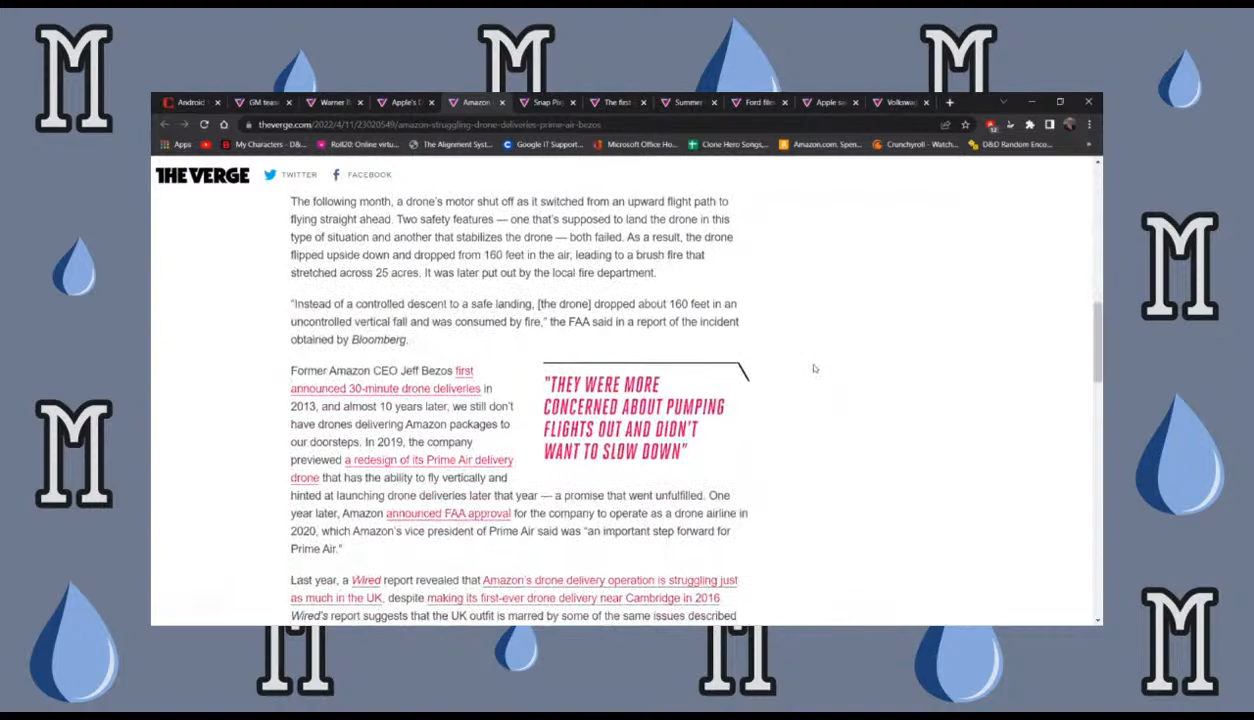 M
M
M
Android
GM teas
Warner B
Apple's D
Amazon
Snap Po
The first
Summer
Ford files
Apple sa
Volkswag
theverge.com/2022/4/11/23020549/amazon-struggling-drone-deliveries-prime-air-bezos
Apps
My Characters - D&...
Roll20: Online virtu...
The Alignment Syst...
Google IT Support...
Microsoft Office Ho...
Clone Hero Songs,...
Amazon.com. Spen...
Crunchyroll - Watch...
D&D Random Enco...
THE VERGE
TWITTER
FACEBOOK
The following month, a drone's motor shut off as it switched from an upward flight path to
flying straight ahead. Two safety features — one that's supposed to land the drone in this
type of situation and another that stabilizes the drone — both failed. As a result, the drone
flipped upside down and dropped from 160 feet in the air, leading to a brush fire that
stretched across 25 acres. It was later put out by the local fire department.
"Instead of a controlled descent to a safe landing, [the drone] dropped about 160 feet in an
uncontrolled vertical fall and was consumed by fire," the FAA said in a report of the incident
obtained by Bloomberg.
Former Amazon CEO Jeff Bezos first
announced 30-minute drone deliveries in
2013, and almost 10 years later, we still don't
have drones delivering Amazon packages to
our doorsteps. In 2019, the company
previewed a redesign of its Prime Air delivery
drone that has the ability to fly vertically and
"THEY WERE MORE
CONCERNED ABOUT PUMPING
FLIGHTS OUT AND DIDN'T
WANT TO SLOW DOWN"
hinted at launching drone deliveries later that year — a promise that went unfulfilled. One
year later, Amazon announced FAA approval for the company to operate as a drone airline in
2020, which Amazon's vice president of Prime Air said was "an important step forward for
Prime Air."
Last year, a Wired report revealed that Amazon's drone delivery operation is struggling just
as much in the UK, despite making its first-ever drone delivery near Cambridge in 2016.
Wired's report suggests that the UK outfit is marred by some of the same issues described
M
M
M
M
M
M